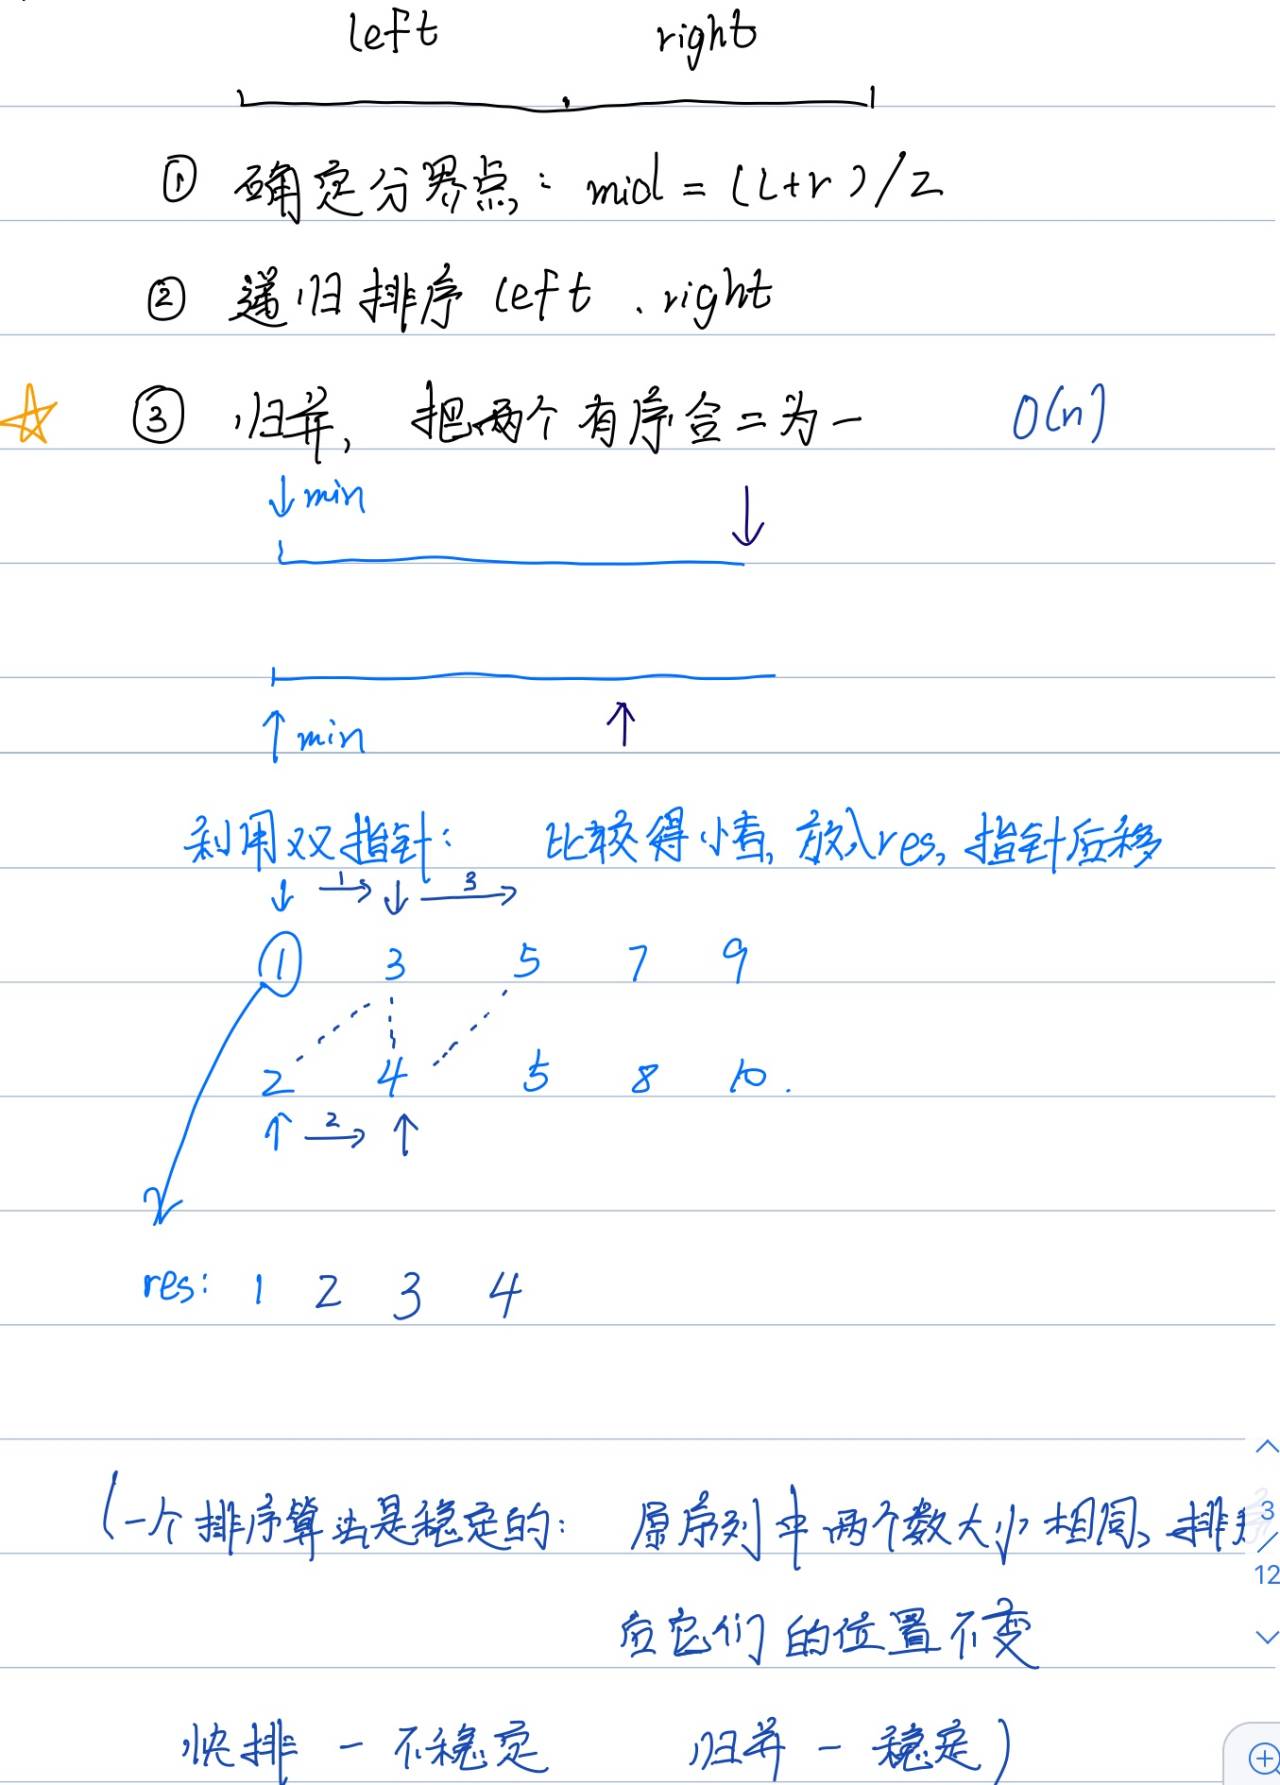 left right
① 确定分界点: mid = (L+r)/2
② 递归排序 left . right
③ 归并, 把两个有序合二为一 O(n)
↓ min ↓
↑ min ↑
利用双指针: 比较得小者, 放入res, 指针后移
↓ 1→ ↓ 3→
① 3 5 7 9
2 4 5 8 10.
↑ 2→ ↑
res: 1 2 3 4
(一个排序算法是稳定的: 原序列中两个数大小相同, 排
3
/
12
后它们的位置不变
快排 - 不稳定 归并 - 稳定)